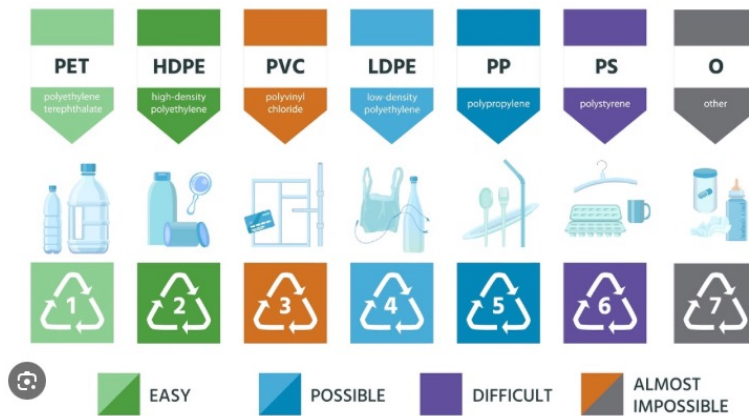 PET
HDPE
PVC
LDPE
PP
PS
O
polyethylene
terephthalate
high-density
polyethylene
polyvinyl
chloride
low-density
polyethylene
polypropylene
polystyrene
other
1
2
3
4
5
6
7
EASY
POSSIBLE
DIFFICULT
ALMOST
IMPOSSIBLE